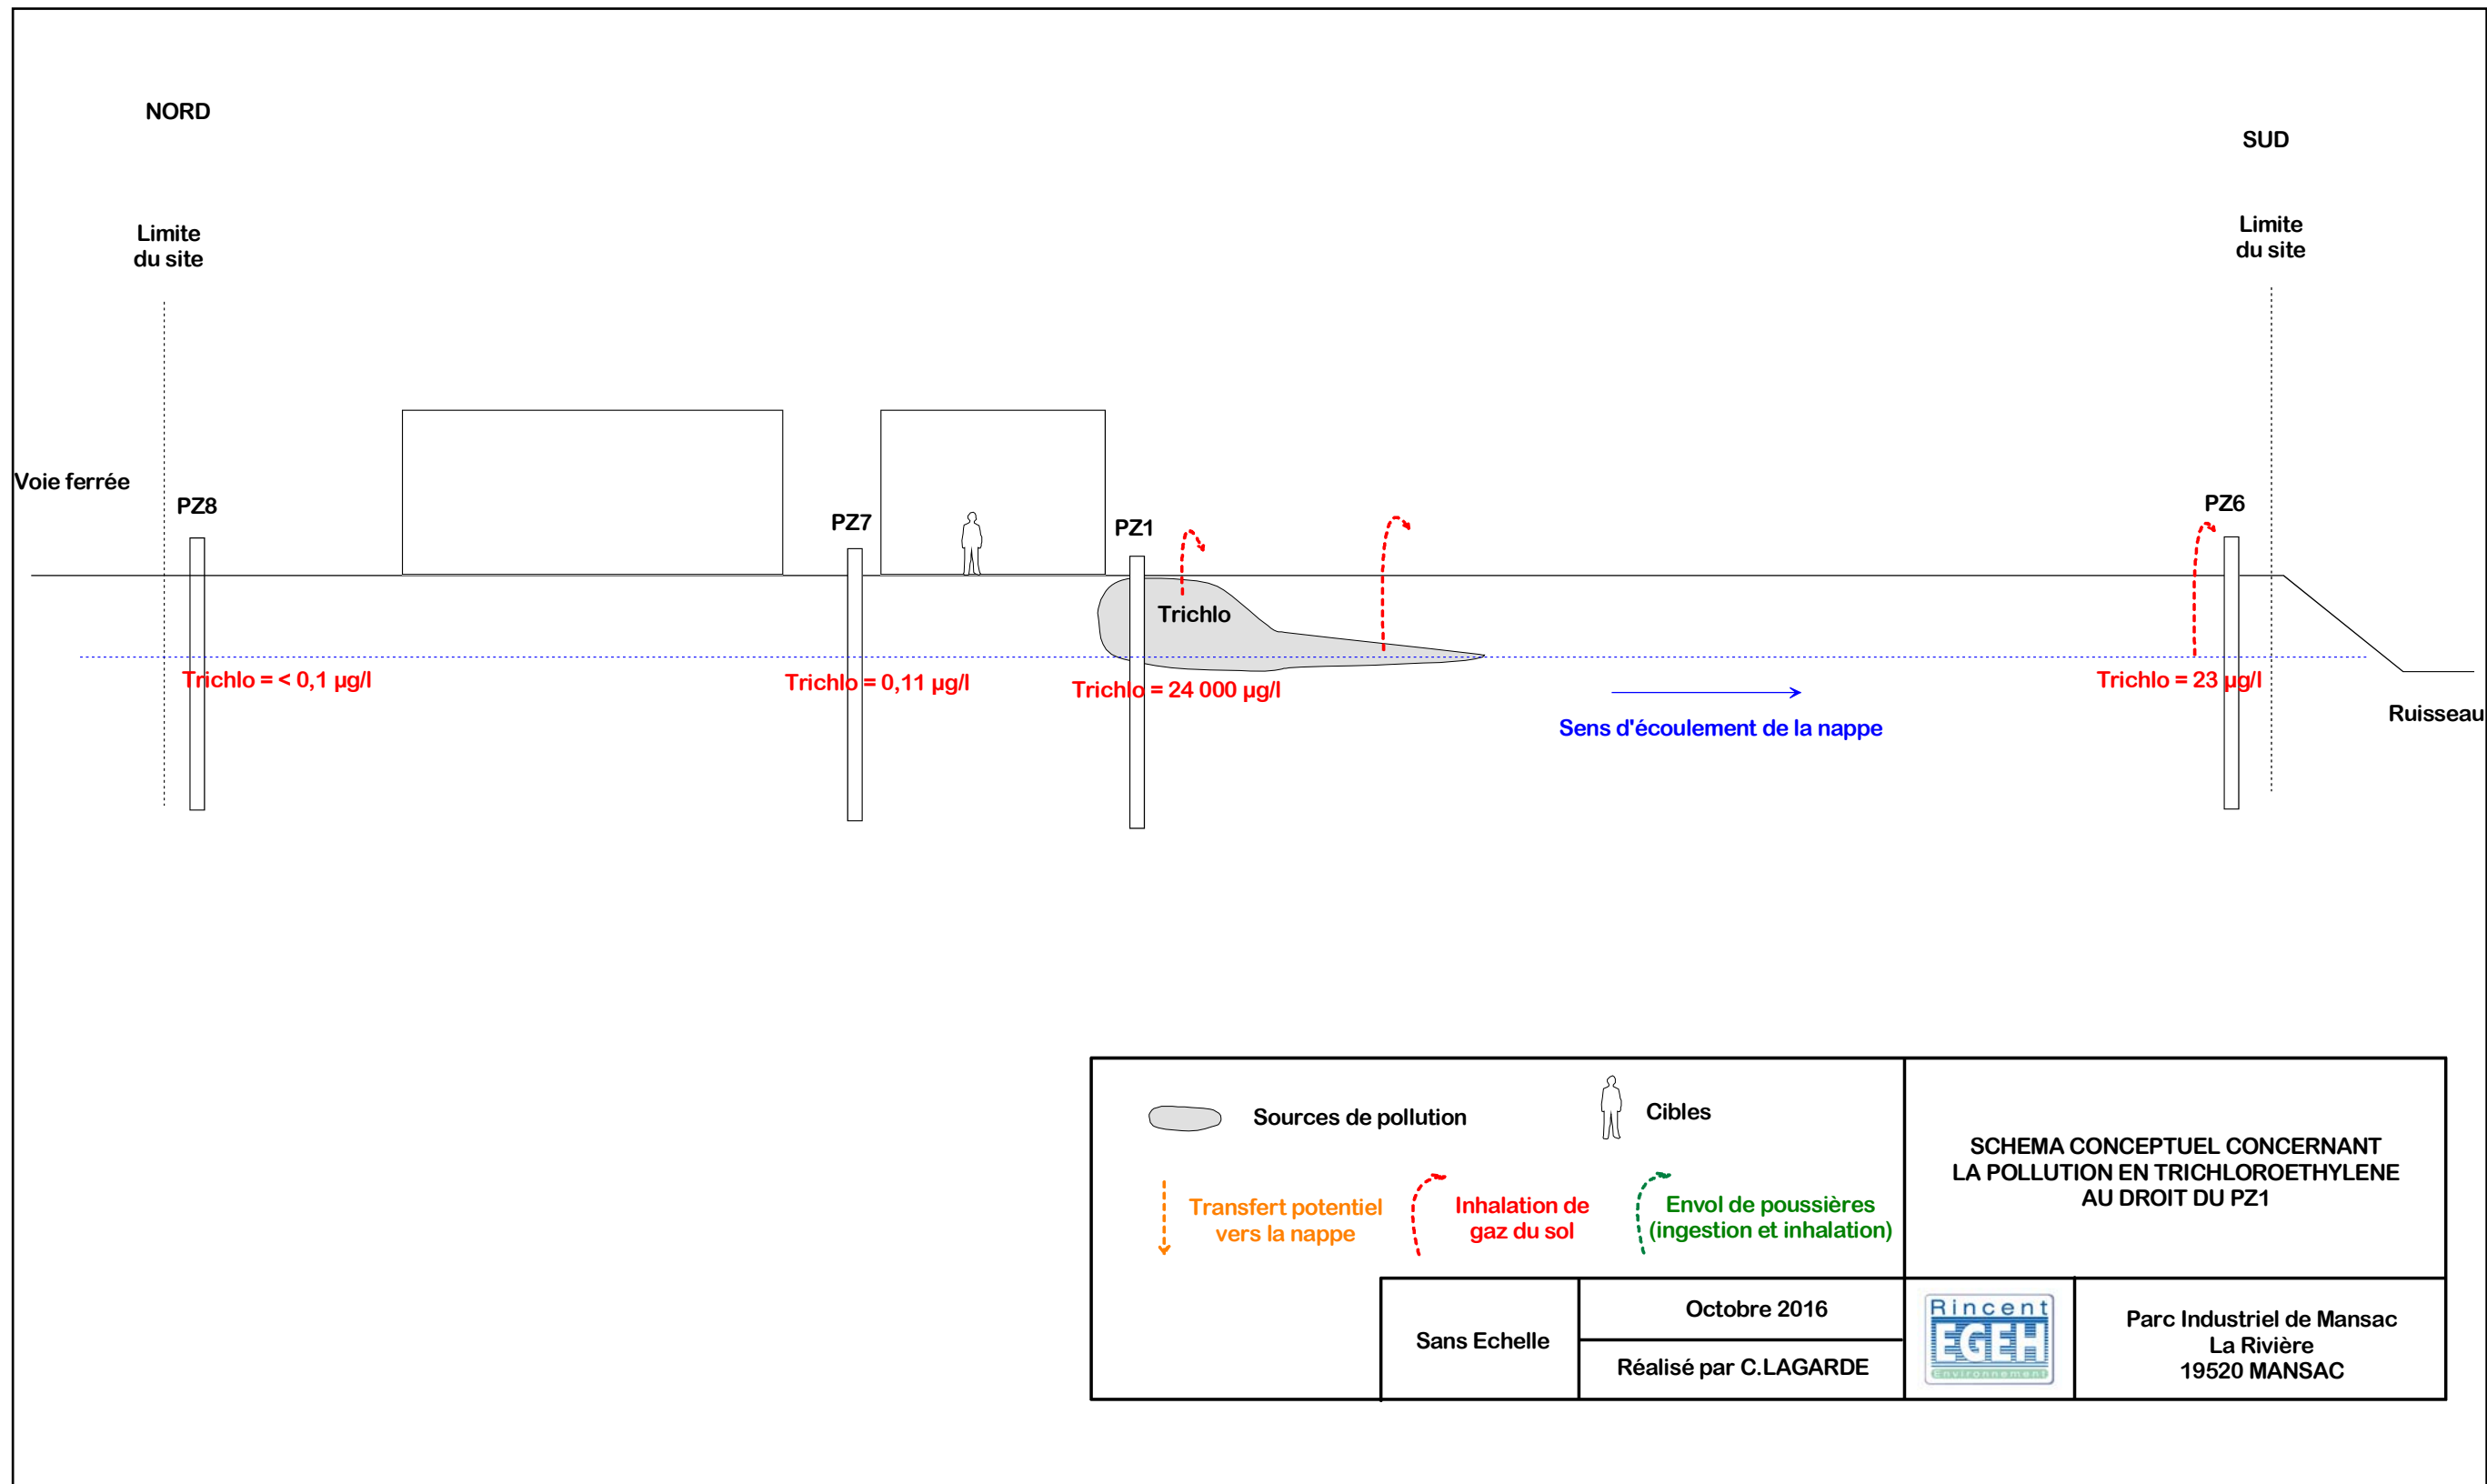 NORD
SUD
Limite
du site
Limite
du site
Voie ferrée
PZ8
PZ7
PZ1
PZ6
Trichlo
Trichlo = < 0,1 µg/l
Trichlo = 0,11 µg/l
Trichlo = 24 000 µg/l
Trichlo = 23 µg/l
Sens d'écoulement de la nappe
Ruisseau
Sources de pollution
Cibles
Transfert potentiel
vers la nappe
Inhalation de
gaz du sol
Envol de poussières
(ingestion et inhalation)
SCHEMA CONCEPTUEL CONCERNANT
LA POLLUTION EN TRICHLOROETHYLENE
AU DROIT DU PZ1
Sans Echelle
Octobre 2016
Réalisé par C.LAGARDE
Rincent
EGEH
Environnement
Parc Industriel de Mansac
La Rivière
19520 MANSAC